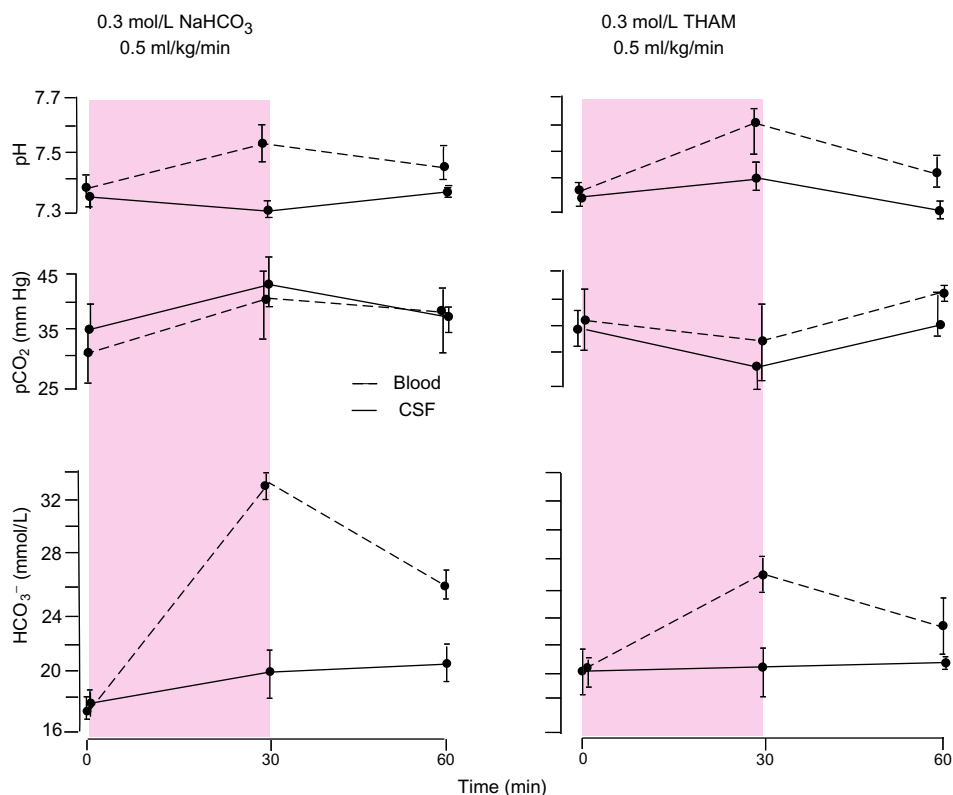 0.3 mol/L NaHCO₃
0.5 ml/kg/min
0.3 mol/L THAM
0.5 ml/kg/min
pH
7.7
7.5
7.3
pCO₂ (mm Hg)
45
35
25
Blood
CSF
HCO₃⁻ (mmol/L)
32
28
24
20
16
0
30
60
0
30
60
Time (min)